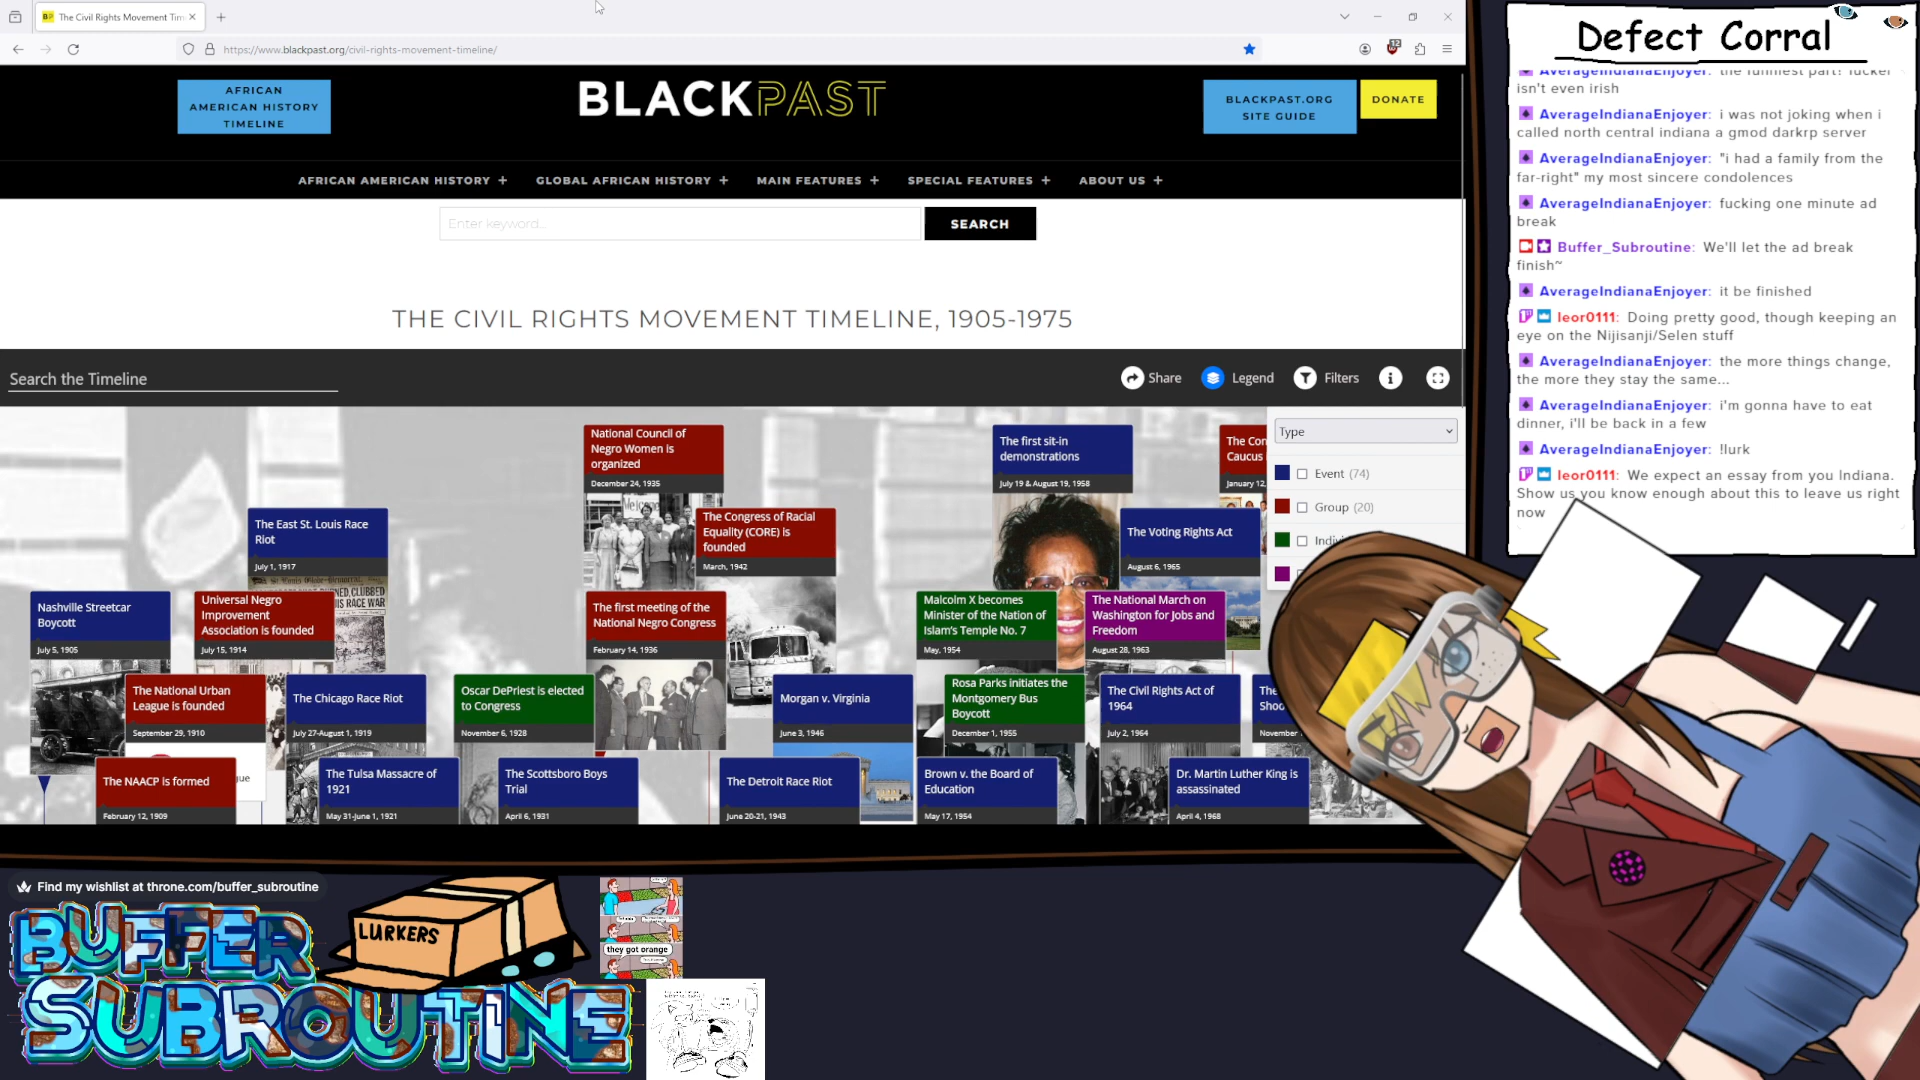 The Civil Rights Movement Tim
https://www.blackpast.org/civil-rights-movement-timeline/
12
AFRICAN
AMERICAN HISTORY
TIMELINE
BLACKPAST
BLACKPAST.ORG
SITE GUIDE
DONATE
AFRICAN AMERICAN HISTORY +
GLOBAL AFRICAN HISTORY +
MAIN FEATURES +
SPECIAL FEATURES +
ABOUT US +
Enter keyword...
SEARCH
THE CIVIL RIGHTS MOVEMENT TIMELINE, 1905-1975
Search the Timeline
Share
Legend
Filters
Type
Event (74)
Group (20)
National Council of
Negro Women is
organized
December 24, 1935
The first sit-in
demonstrations
July 19 & August 19, 1958
The Con
Caucus
January 12,
The East St. Louis Race
Riot
July 1, 1917
The Congress of Racial
Equality (CORE) is
founded
March, 1942
The Voting Rights Act
August 6, 1965
Nashville Streetcar
Boycott
July 5, 1905
Universal Negro
Improvement
Association is founded
July 15, 1914
The first meeting of the
National Negro Congress
February 14, 1936
Malcolm X becomes
Minister of the Nation of
Islam's Temple No. 7
May, 1954
The National March on
Washington for Jobs and
Freedom
August 28, 1963
The National Urban
League is founded
September 29, 1910
The Chicago Race Riot
July 27-August 1, 1919
Oscar DePriest is elected
to Congress
November 6, 1928
Morgan v. Virginia
June 3, 1946
Rosa Parks initiates the
Montgomery Bus
Boycott
December 1, 1955
The Civil Rights Act of
1964
July 2, 1964
The
Shoo
November
The NAACP is formed
February 12, 1909
The Tulsa Massacre of
1921
May 31-June 1, 1921
The Scottsboro Boys
Trial
April 6, 1931
The Detroit Race Riot
June 20-21, 1943
Brown v. the Board of
Education
May 17, 1954
Dr. Martin Luther King is
assassinated
April 4, 1968
Defect Corral
AverageIndianaEnjoyer: the funniest part? fucker
isn't even irish
AverageIndianaEnjoyer: i was not joking when i
called north central indiana a gmod darkrp server
AverageIndianaEnjoyer: "i had a family from the
far-right" my most sincere condolences
AverageIndianaEnjoyer: fucking one minute ad
break
Buffer_Subroutine: We'll let the ad break
finish~
AverageIndianaEnjoyer: it be finished
leor0111: Doing pretty good, though keeping an
eye on the Nijisanji/Selen stuff
AverageIndianaEnjoyer: the more things change,
the more they stay the same...
AverageIndianaEnjoyer: i'm gonna have to eat
dinner, i'll be back in a few
AverageIndianaEnjoyer: !lurk
leor0111: We expect an essay from you Indiana.
Show us you know enough about this to leave us right
now
Find my wishlist at throne.com/buffer_subroutine
BUFFER
SUBROUTINE
LURKERS
they got orange